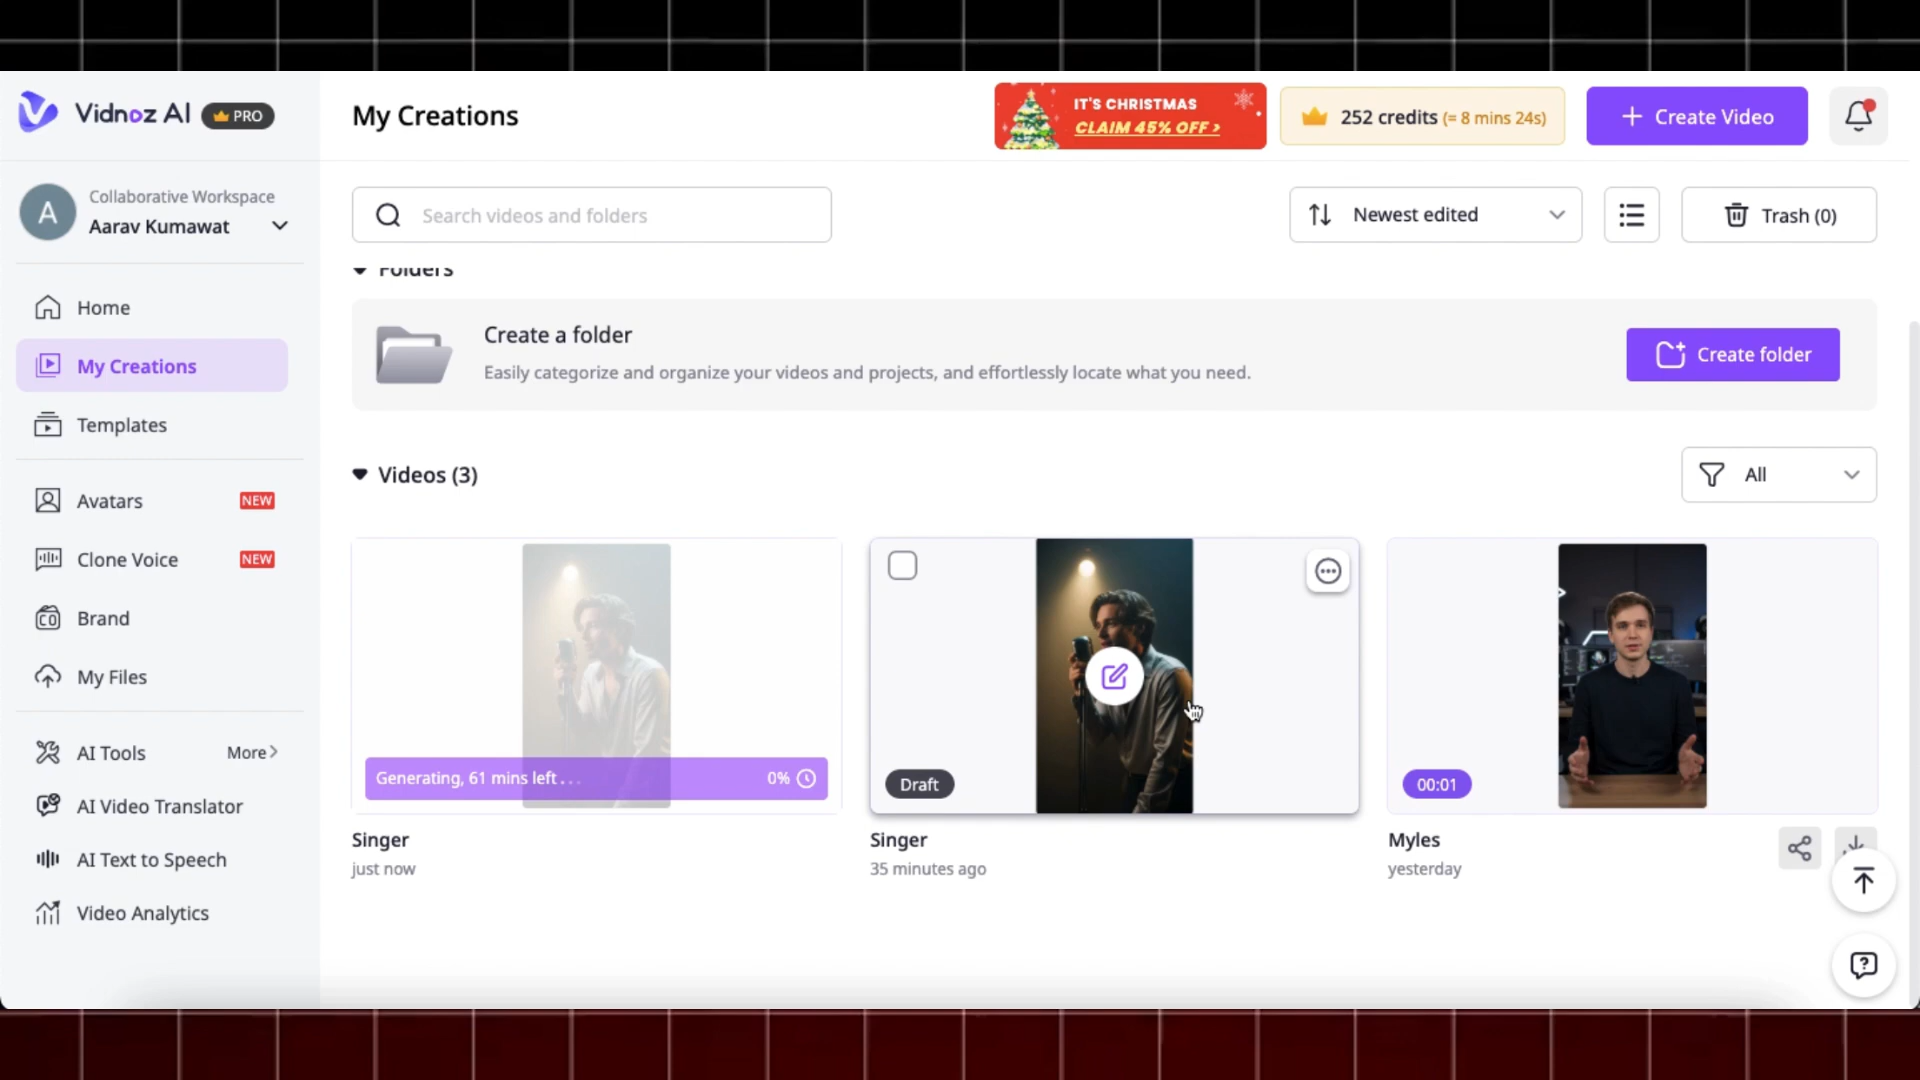 Vidnoz AI PRO
My Creations
IT'S CHRISTMAS
CLAIM 45% OFF >
252 credits (= 8 mins 24s)
+ Create Video
A
Collaborative Workspace
Aarav Kumawat
Search videos and folders
Newest edited
Trash (0)
Home
My Creations
Templates
Avatars NEW
Clone Voice NEW
Brand
My Files
AI Tools More >
AI Video Translator
AI Text to Speech
Video Analytics
Folders
Create a folder
Easily categorize and organize your videos and projects, and effortlessly locate what you need.
Create folder
Videos (3)
All
Generating, 61 mins left . . . 0%
Draft
00:01
Singer
just now
Singer
35 minutes ago
Myles
yesterday